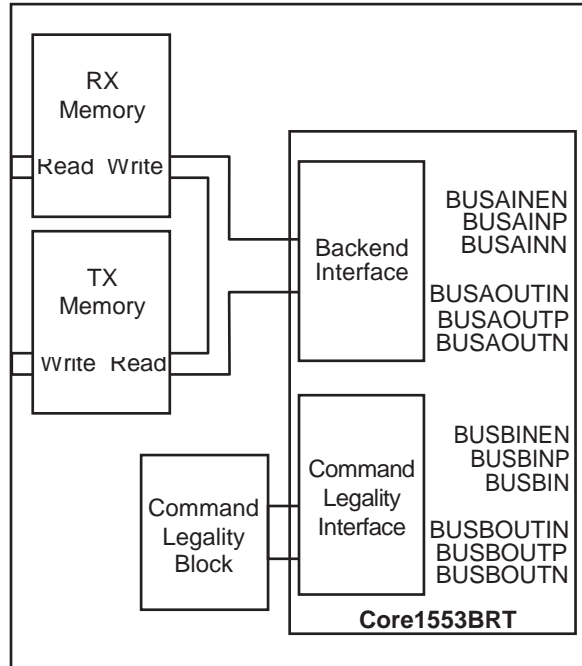 RX
Memory
Read Write
TX
Memory
Write Read
Command
Legality
Block
Backend
Interface
Command
Legality
Interface
BUSAINEN
BUSAINP
BUSAINN
BUSAOUTIN
BUSAOUTP
BUSAOUTN
BUSBINEN
BUSBINP
BUSBIN
BUSBOUTIN
BUSBOUTP
BUSBOUTN
Core1553BRT